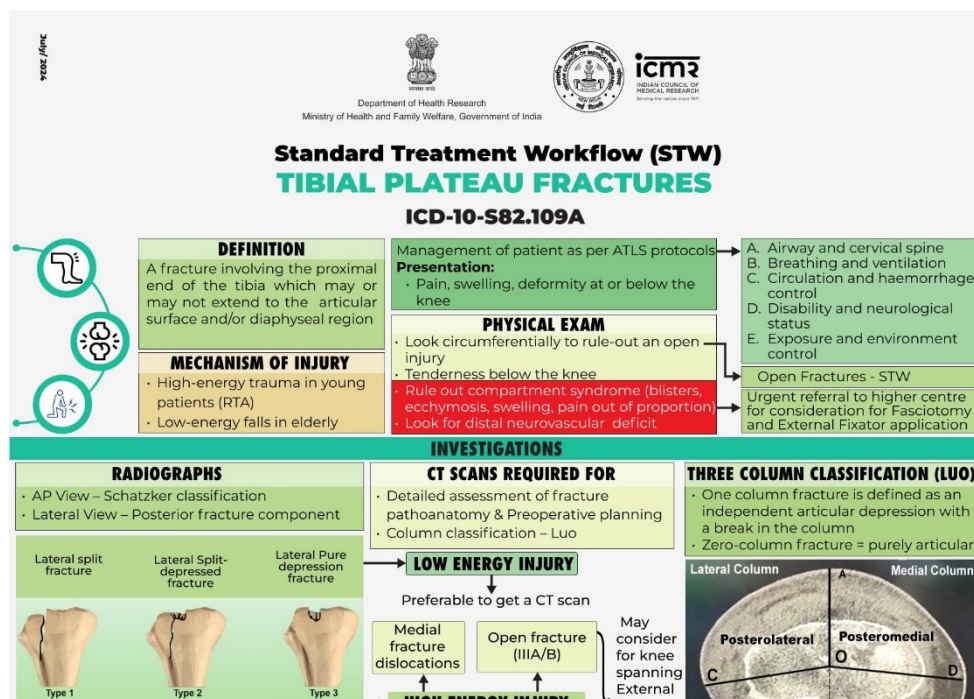 July/ 2024
Department of Health Research
Ministry of Health and Family Welfare, Government of India
icmr
INDIAN COUNCIL OF
MEDICAL RESEARCH
Serving the nation since 1911
Standard Treatment Workflow (STW)
TIBIAL PLATEAU FRACTURES
ICD-10-S82.109A
DEFINITION
A fracture involving the proximal
end of the tibia which may or
may not extend to the articular
surface and/or diaphyseal region
MECHANISM OF INJURY
• High-energy trauma in young
patients (RTA)
• Low-energy falls in elderly
Management of patient as per ATLS protocols
Presentation:
• Pain, swelling, deformity at or below the
knee
PHYSICAL EXAM
• Look circumferentially to rule-out an open
injury
• Tenderness below the knee
• Rule out compartment syndrome (blisters,
ecchymosis, swelling, pain out of proportion)
• Look for distal neurovascular deficit
A. Airway and cervical spine
B. Breathing and ventilation
C. Circulation and haemorrhage
control
D. Disability and neurological
status
E. Exposure and environment
control
Open Fractures - STW
Urgent referral to higher centre
for consideration for Fasciotomy
and External Fixator application
INVESTIGATIONS
RADIOGRAPHS
• AP View – Schatzker classification
• Lateral View – Posterior fracture component
Lateral split
fracture
Lateral Split-
depressed
fracture
Lateral Pure
depression
fracture
Type 1
Type 2
Type 3
CT SCANS REQUIRED FOR
• Detailed assessment of fracture
pathoanatomy & Preoperative planning
• Column classification – Luo
LOW ENERGY INJURY
Preferable to get a CT scan
Medial
fracture
dislocations
Open fracture
(IIIA/B)
May
consider
for knee
spanning
External
HIGH ENERGY INJURY
THREE COLUMN CLASSIFICATION (LUO)
• One column fracture is defined as an
independent articular depression with
a break in the column
• Zero-column fracture = purely articular
Lateral Column
A
Medial Column
Posterolateral
Posteromedial
O
C
D